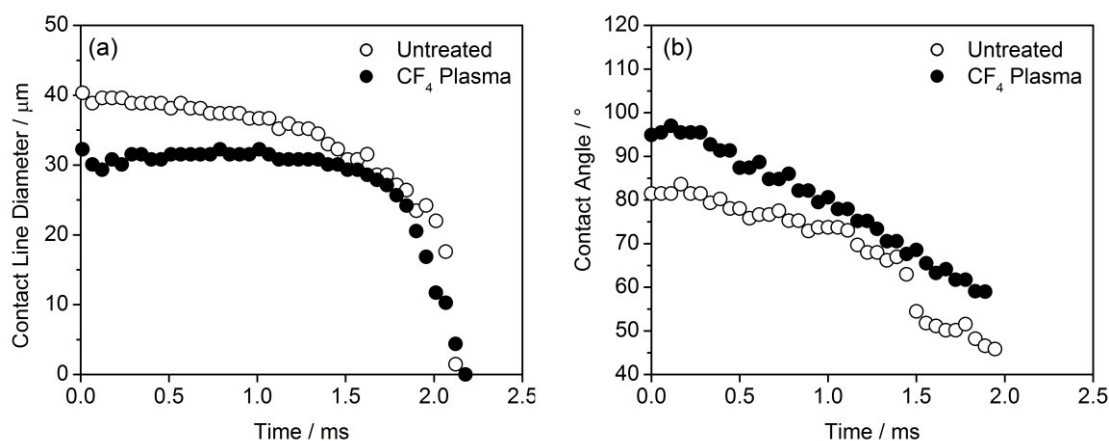 (a)
Untreated
CF₄ Plasma
Contact Line Diameter / μm
50
40
30
20
10
0
0.0 0.5 1.0 1.5 2.0 2.5
Time / ms
(b)
Untreated
CF₄ Plasma
Contact Angle / °
120
110
100
90
80
70
60
50
40
0.0 0.5 1.0 1.5 2.0 2.5
Time / ms